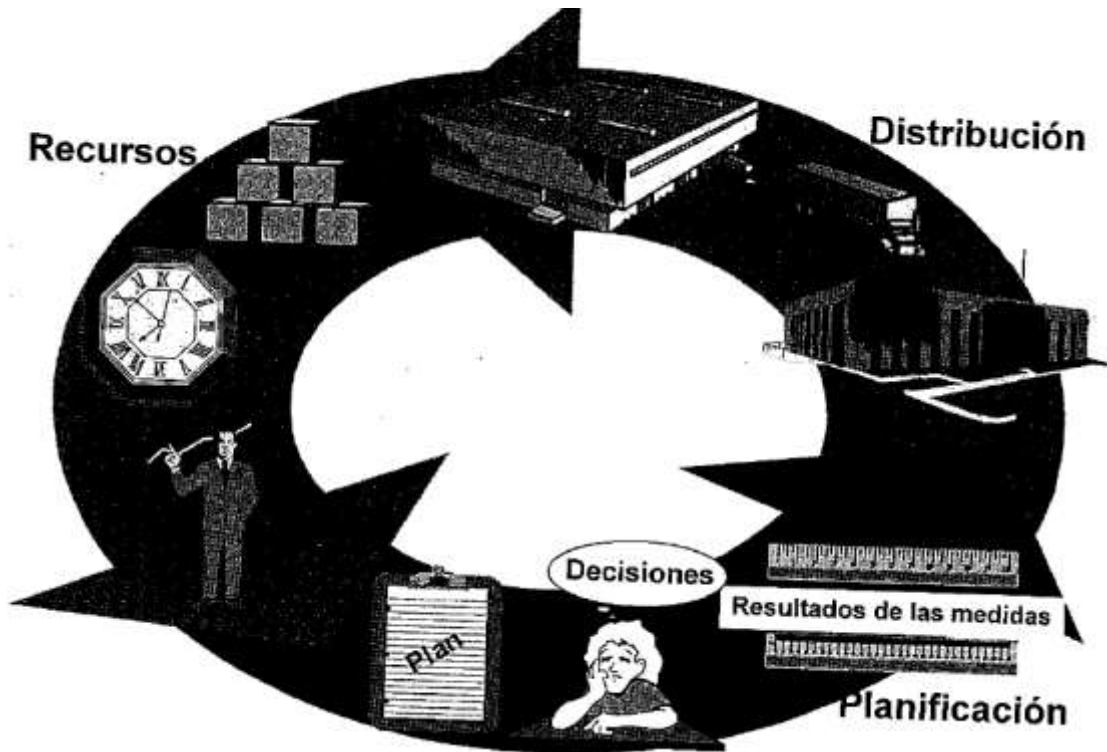 Recursos
Distribución
Decisiones
Resultados de las medidas
Plan
Planificación